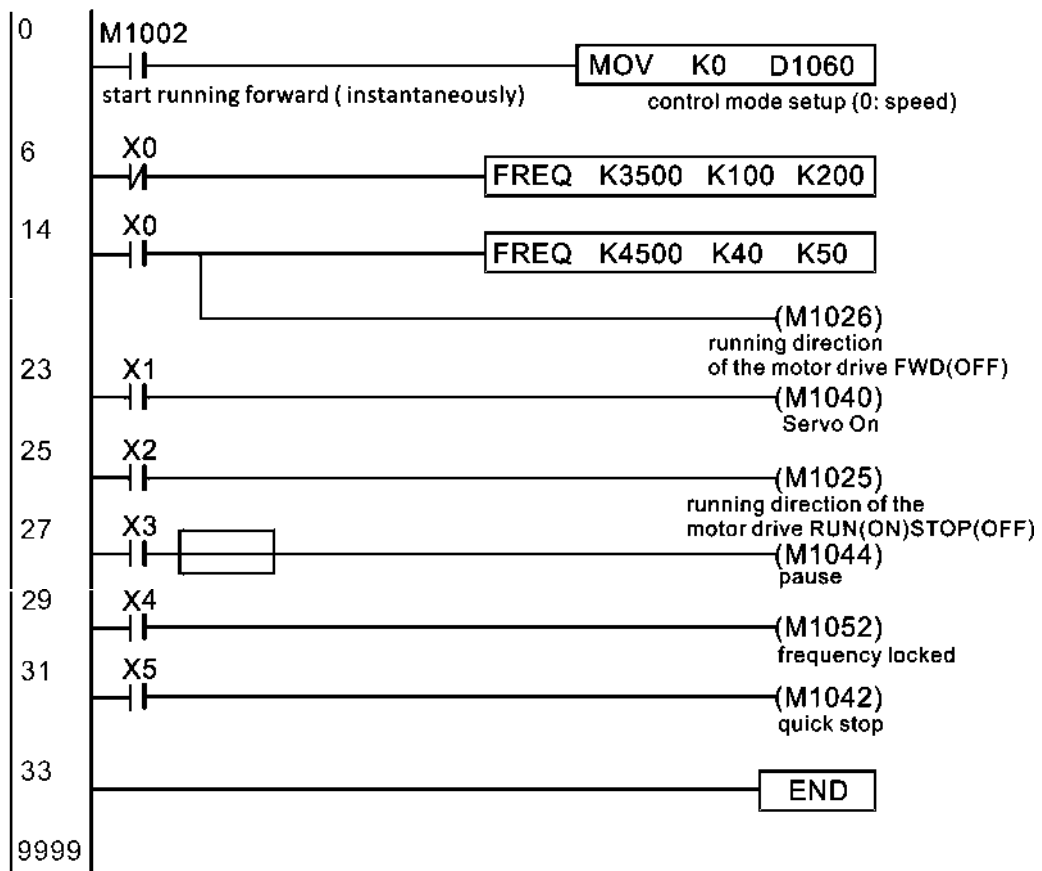 0
M1002
MOV K0 D1060
start running forward ( instantaneously)
control mode setup (0: speed)
6
X0
FREQ K3500 K100 K200
14
X0
FREQ K4500 K40 K50
(M1026)
running direction
of the motor drive FWD(OFF)
23
X1
(M1040)
Servo On
25
X2
(M1025)
running direction of the
motor drive RUN(ON)STOP(OFF)
27
X3
(M1044)
pause
29
X4
(M1052)
frequency locked
31
X5
(M1042)
quick stop
33
END
9999